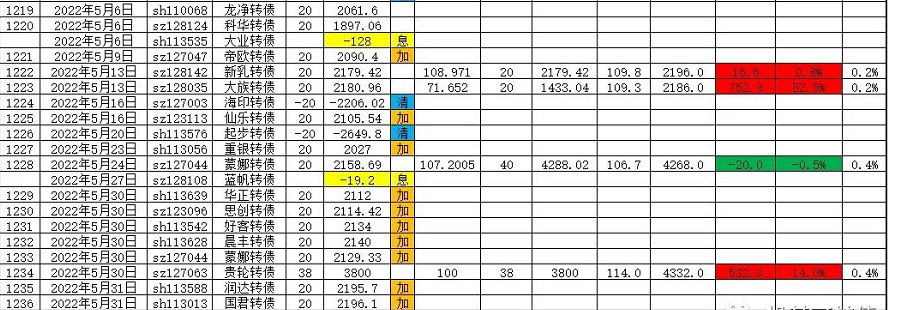 1219 2022年5月6日 sh110068 龙净转债 20 2061.6
1220 2022年5月6日 sz128124 科华转债 20 1897.06
2022年5月6日 sh113535 大业转债 -128 息
1221 2022年5月9日 sz127047 帝欧转债 20 2090.4 加
1222 2022年5月13日 sz128142 新乳转债 20 2179.42 108.971 20 2179.42 109.8 2196.0 16.6 0.8% 0.2%
1223 2022年5月13日 sz128035 大族转债 20 2180.96 71.652 20 1433.04 109.3 2186.0 752.9 52.5% 0.2%
1224 2022年5月16日 sz127003 海印转债 -20 -2206.02 清
1225 2022年5月16日 sz123113 仙乐转债 20 2105.54 加
1226 2022年5月20日 sh113576 起步转债 -20 -2649.8 清
1227 2022年5月23日 sh113056 重银转债 20 2027 加
1228 2022年5月24日 sz127044 蒙娜转债 20 2158.69 107.2005 40 4288.02 106.7 4268.0 -20.0 -0.5% 0.4%
2022年5月27日 sz128108 蓝帆转债 -19.2 息
1229 2022年5月30日 sh113639 华正转债 20 2112 加
1230 2022年5月30日 sz123096 思创转债 20 2114.42 加
1231 2022年5月30日 sh113542 好客转债 20 2134 加
1232 2022年5月30日 sh113628 晨丰转债 20 2140 加
1233 2022年5月30日 sz127044 蒙娜转债 20 2129.33 加
1234 2022年5月30日 sz127063 贵轮转债 38 3800 100 38 3800 114.0 4332.0 532.0 14.0% 0.4%
1235 2022年5月31日 sh113588 润达转债 20 2195.7 加
1236 2022年5月31日 sh113013 国君转债 20 2196.1 加